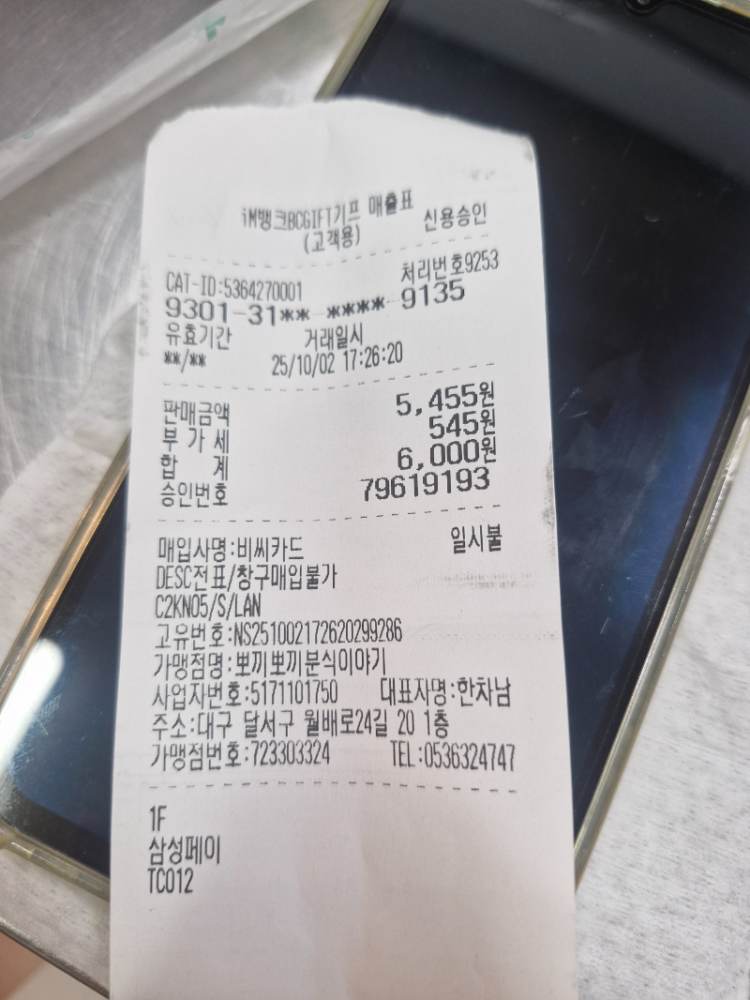 iM뱅크BCGIFT기프 매출표
(고객용) 신용승인
CAT-ID:5364270001 처리번호9253
9301-31**-****-9135
유효기간 거래일시
**/** 25/10/02 17:26:20
판매금액 5,455원
부 가 세 545원
합 계 6,000원
승인번호 79619193
매입사명:비씨카드 일시불
DESC전표/창구매입불가
C2KN05/S/LAN
고유번호:NS251002172620299286
가맹점명:뽀끼뽀끼분식이야기
사업자번호:5171101750 대표자명:한차남
주소:대구 달서구 월배로24길 20 1층
가맹점번호:723303324 TEL:0536324747
1F
삼성페이
TC012